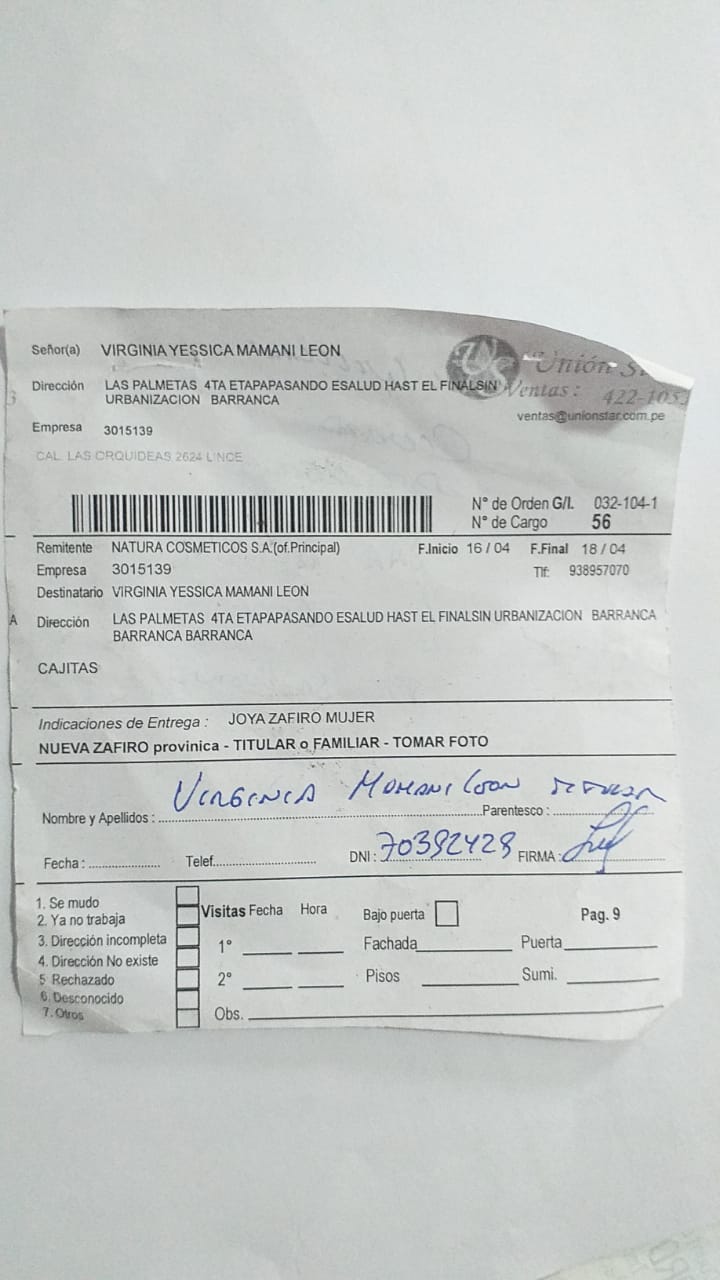 Señor(a) VIRGINIA YESSICA MAMANI LEON
"Unión S
Dirección LAS PALMETAS 4TA ETAPAPASANDO ESALUD HAST EL FINALSIN
URBANIZACION BARRANCA
Ventas: 422-105
ventas@unionstar.com.pe
Empresa 3015139
CAL. LAS ORQUIDEAS 2624 LINCE
N° de Orden G/I. 032-104-1
N° de Cargo 56
Remitente NATURA COSMETICOS S.A.(of.Principal) F.Inicio 16 / 04 F.Final 18 / 04
Empresa 3015139 Tlf: 938957070
Destinatario VIRGINIA YESSICA MAMANI LEON
Dirección LAS PALMETAS 4TA ETAPAPASANDO ESALUD HAST EL FINALSIN URBANIZACION BARRANCA
BARRANCA BARRANCA
CAJITAS
Indicaciones de Entrega : JOYA ZAFIRO MUJER
NUEVA ZAFIRO provinica - TITULAR o FAMILIAR - TOMAR FOTO
Nombre y Apellidos : VIRGINIA MAMANI LEON Parentesco :
Fecha : Telef. DNI : 70392428 FIRMA :
1. Se mudo
2. Ya no trabaja
3. Dirección incompleta
4. Dirección No existe
5 Rechazado
6. Desconocido
7. Otros
Visitas Fecha Hora Bajo puerta Pag. 9
1° Fachada Puerta
2° Pisos Sumi.
Obs.